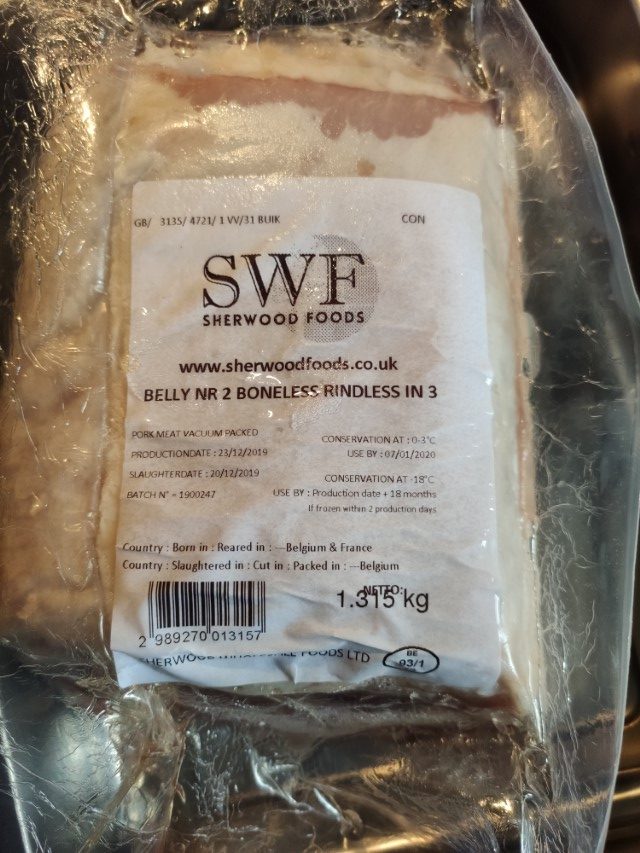 GB/ 3135/ 4721/ 1 VV/31 BUIK CON
SWF
SHERWOOD FOODS
www.sherwoodfoods.co.uk
BELLY NR 2 BONELESS RINDLESS IN 3
PORK MEAT VACUUM PACKED
CONSERVATION AT : 0-3°C
PRODUCTIONDATE : 23/12/2019
USE BY : 07/01/2020
SLAUGHTERDATE : 20/12/2019
CONSERVATION AT -18°C
BATCH N° = 1900247
USE BY : Production date + 18 months
If frozen within 2 production days
Country : Born in : Reared in : ---Belgium & France
Country : Slaughtered in : Cut in : Packed in : ---Belgium
NETTO:
1.315 kg
2 989270 013157
FOODS LTD
BE
93/1